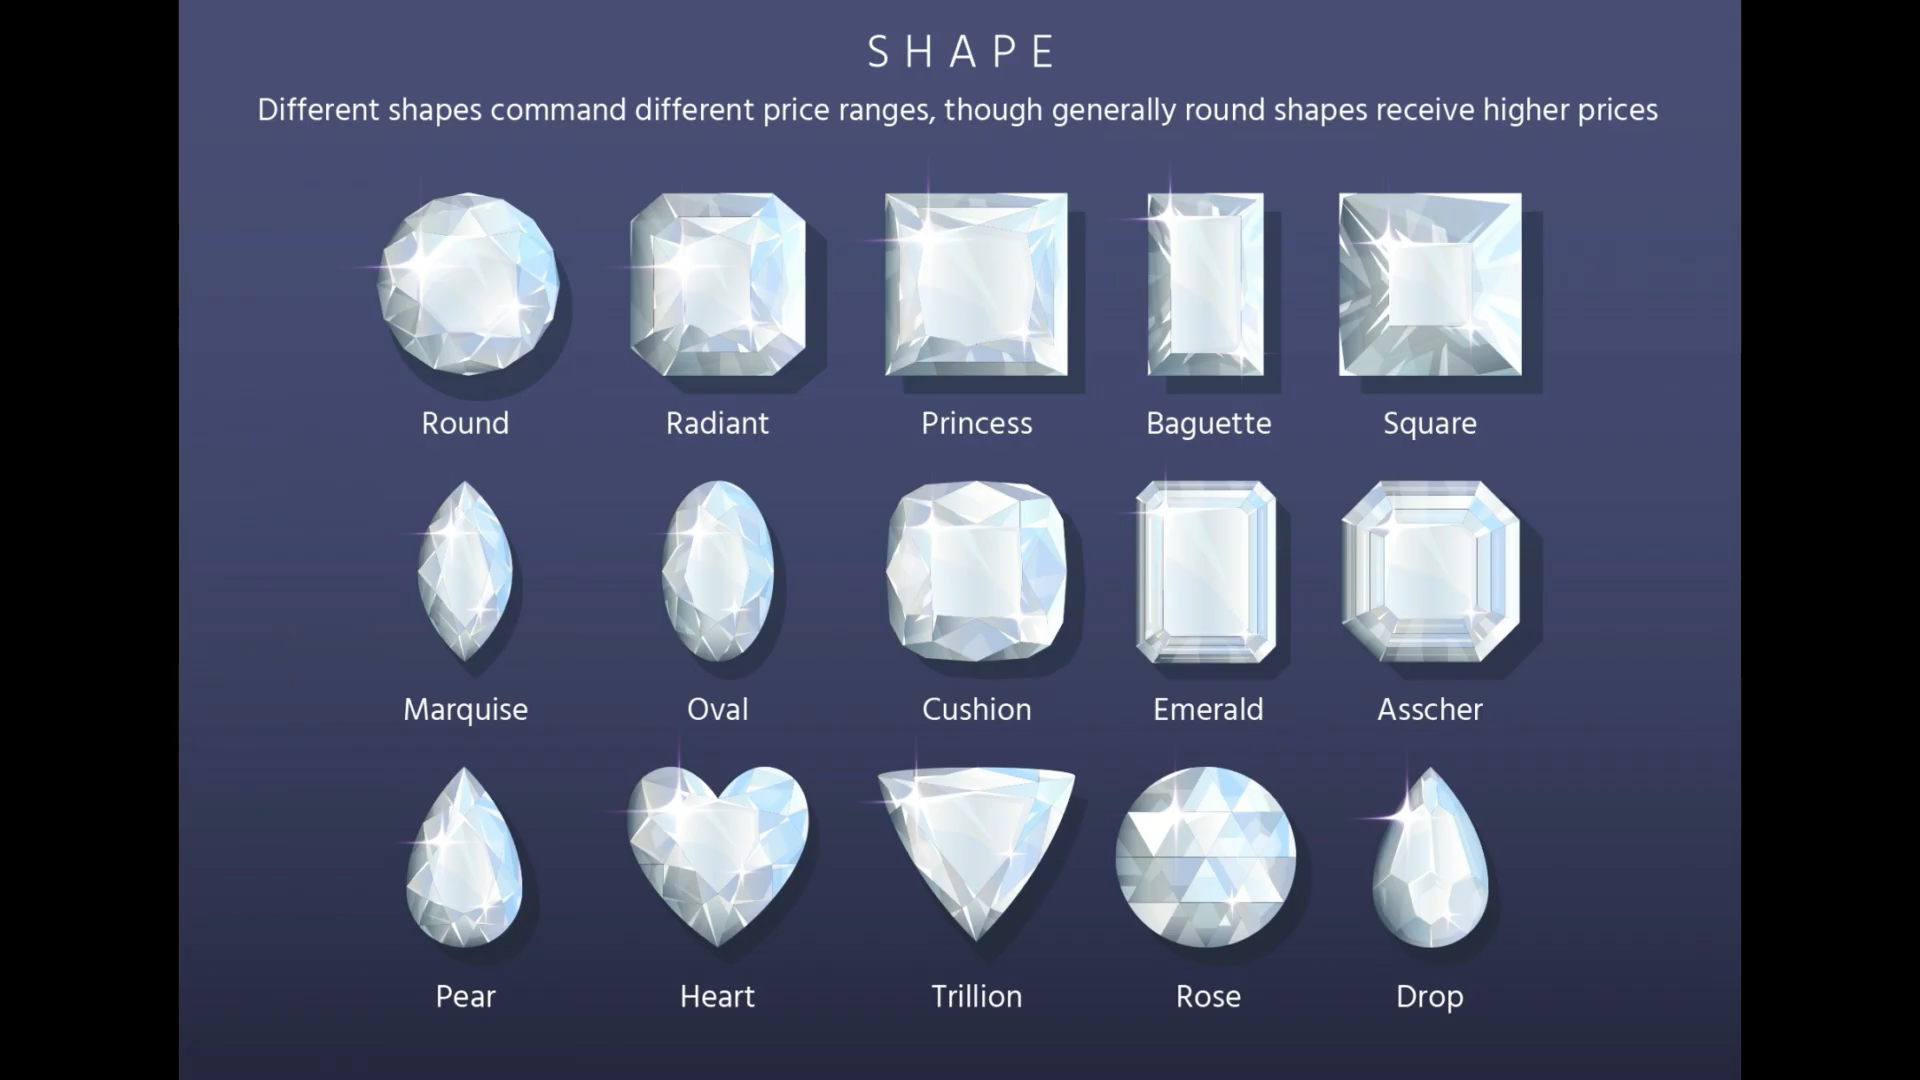 SHAPE
Different shapes command different price ranges, though generally round shapes receive higher prices
Round Radiant Princess Baguette Square
Marquise Oval Cushion Emerald Asscher
Pear Heart Trillion Rose Drop